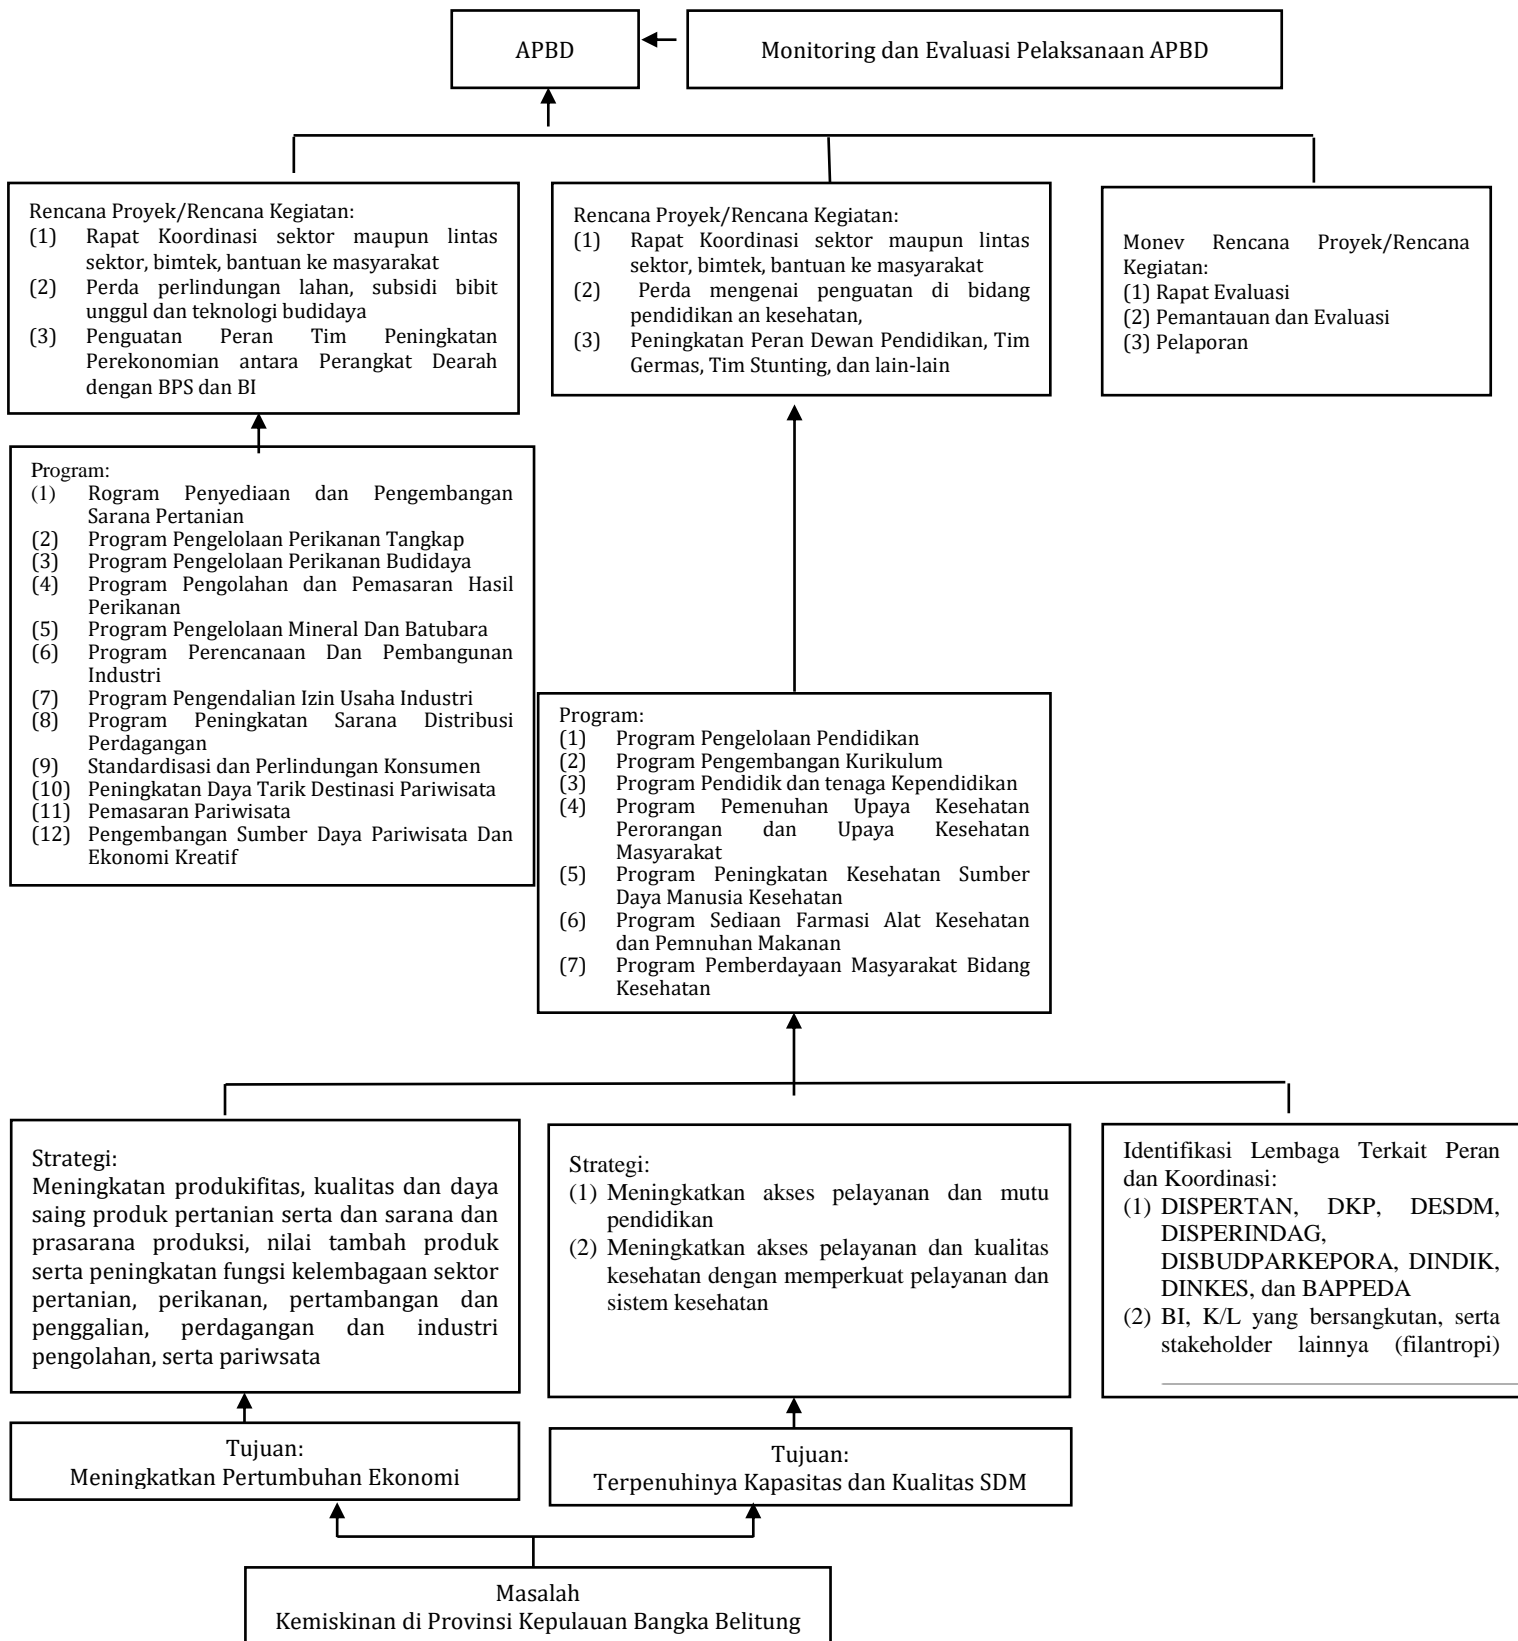 APBD
Monitoring dan Evaluasi Pelaksanaan APBD
Rencana Proyek/Rencana Kegiatan:
(1) Rapat Koordinasi sektor maupun lintas
sektor, bimtek, bantuan ke masyarakat
(2) Perda perlindungan lahan, subsidi bibit
unggul dan teknologi budidaya
(3) Penguatan Peran Tim Peningkatan
Perekonomian antara Perangkat Dearah
dengan BPS dan BI
Rencana Proyek/Rencana Kegiatan:
(1) Rapat Koordinasi sektor maupun lintas
sektor, bimtek, bantuan ke masyarakat
(2) Perda mengenai penguatan di bidang
pendidikan an kesehatan,
(3) Peningkatan Peran Dewan Pendidikan, Tim
Germas, Tim Stunting, dan lain-lain
Monev Rencana Proyek/Rencana
Kegiatan:
(1) Rapat Evaluasi
(2) Pemantauan dan Evaluasi
(3) Pelaporan
Program:
(1) Rogram Penyediaan dan Pengembangan
Sarana Pertanian
(2) Program Pengelolaan Perikanan Tangkap
(3) Program Pengelolaan Perikanan Budidaya
(4) Program Pengolahan dan Pemasaran Hasil
Perikanan
(5) Program Pengelolaan Mineral Dan Batubara
(6) Program Perencanaan Dan Pembangunan
Industri
(7) Program Pengendalian Izin Usaha Industri
(8) Program Peningkatan Sarana Distribusi
Perdagangan
(9) Standardisasi dan Perlindungan Konsumen
(10) Peningkatan Daya Tarik Destinasi Pariwisata
(11) Pemasaran Pariwisata
(12) Pengembangan Sumber Daya Pariwisata Dan
Ekonomi Kreatif
Program:
(1) Program Pengelolaan Pendidikan
(2) Program Pengembangan Kurikulum
(3) Program Pendidik dan tenaga Kependidikan
(4) Program Pemenuhan Upaya Kesehatan
Perorangan dan Upaya Kesehatan
Masyarakat
(5) Program Peningkatan Kesehatan Sumber
Daya Manusia Kesehatan
(6) Program Sediaan Farmasi Alat Kesehatan
dan Pemnuhan Makanan
(7) Program Pemberdayaan Masyarakat Bidang
Kesehatan
Strategi:
Meningkatan produkifitas, kualitas dan daya
saing produk pertanian serta dan sarana dan
prasarana produksi, nilai tambah produk
serta peningkatan fungsi kelembagaan sektor
pertanian, perikanan, pertambangan dan
penggalian, perdagangan dan industri
pengolahan, serta pariwsata
Strategi:
(1) Meningkatkan akses pelayanan dan mutu
pendidikan
(2) Meningkatkan akses pelayanan dan kualitas
kesehatan dengan memperkuat pelayanan dan
sistem kesehatan
Identifikasi Lembaga Terkait Peran
dan Koordinasi:
(1) DISPERTAN, DKP, DESDM,
DISPERINDAG,
DISBUDPARKEPORA, DINDIK,
DINKES, dan BAPPEDA
(2) BI, K/L yang bersangkutan, serta
stakeholder lainnya (filantropi)
Tujuan:
Meningkatkan Pertumbuhan Ekonomi
Tujuan:
Terpenuhinya Kapasitas dan Kualitas SDM
Masalah
Kemiskinan di Provinsi Kepulauan Bangka Belitung